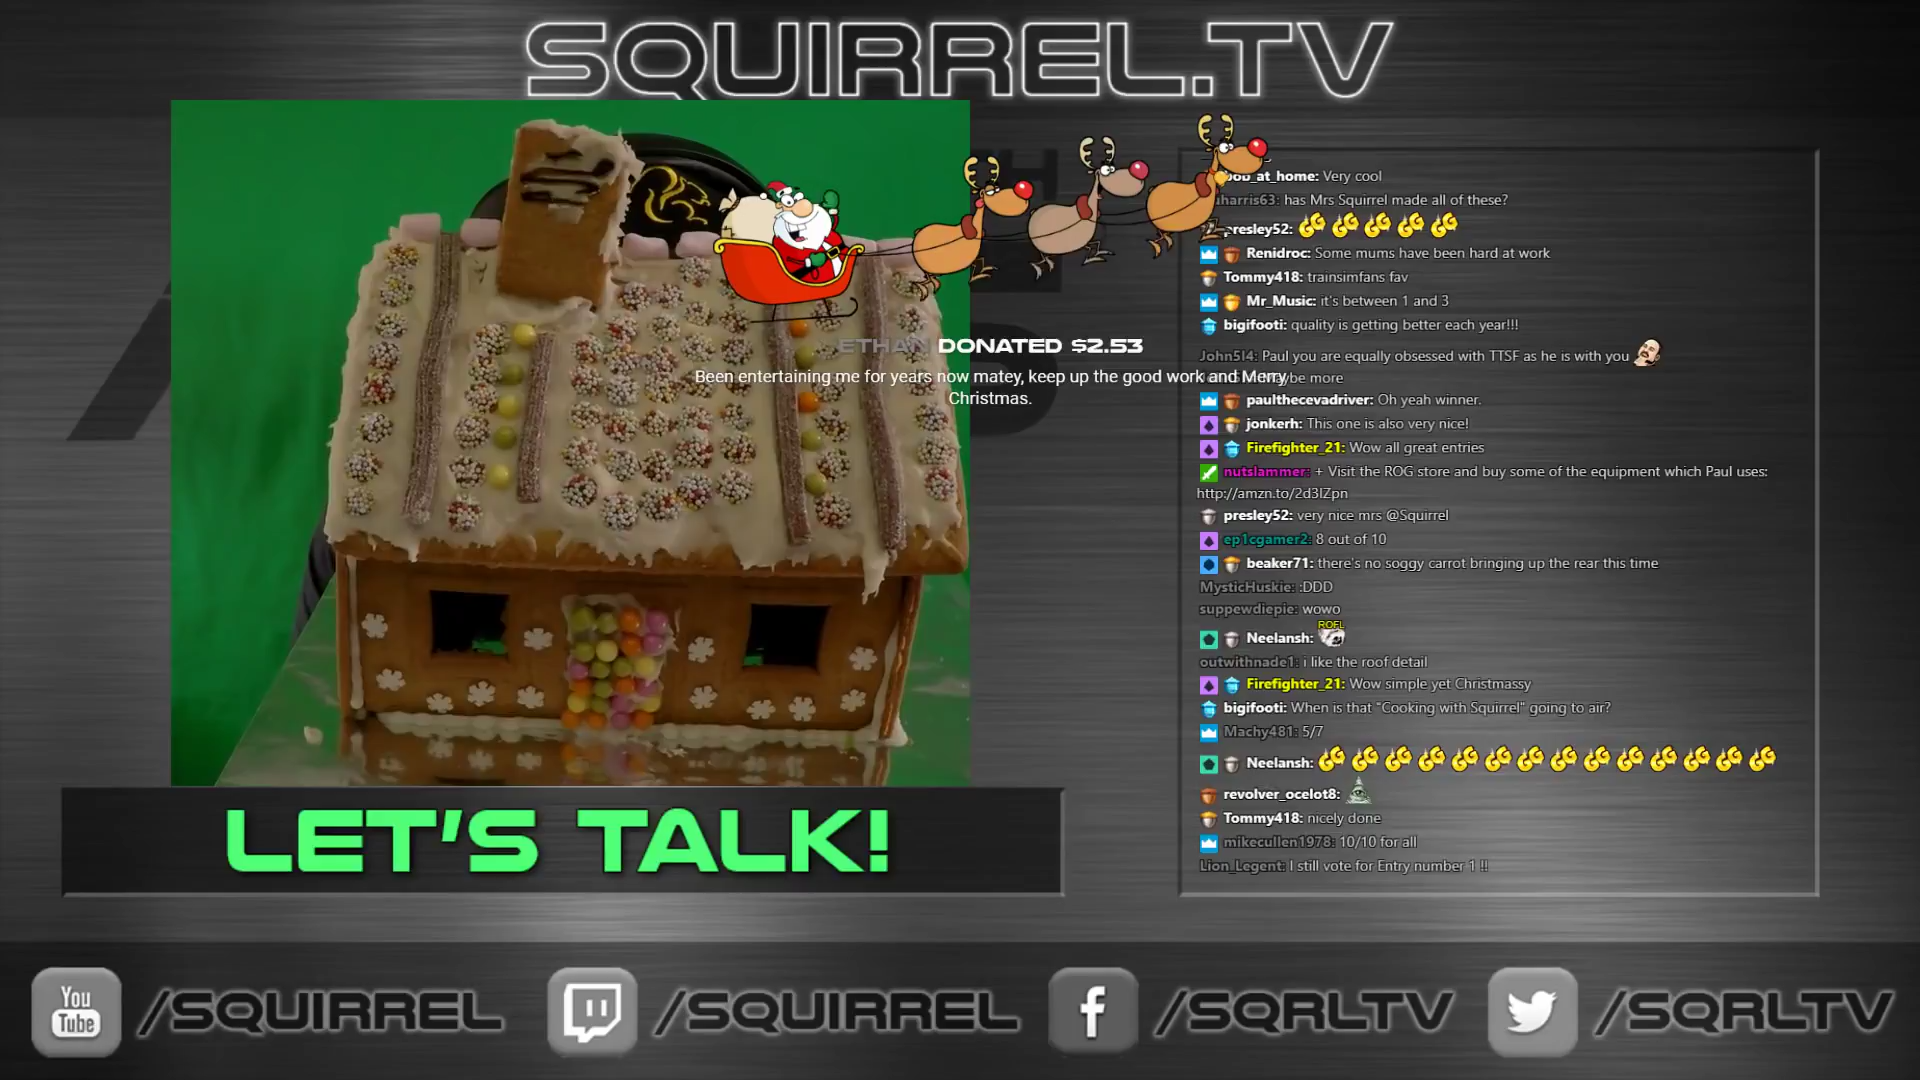 SQUIRREL.TV
ETHAN DONATED $2.53
Been entertaining me for years now matey, keep up the good work and Merry
Christmas.
bob_at_home: Very cool
uharris63: has Mrs Squirrel made all of these?
presley52:
Renidroc: Some mums have been hard at work
Tommy418: trainsimfans fav
Mr_Music: it's between 1 and 3
bigifooti: quality is getting better each year!!!
John5l4: Paul you are equally obsessed with TTSF as he is with you
Maybe more
paulthecevadriver: Oh yeah winner.
jonkerh: This one is also very nice!
Firefighter_21: Wow all great entries
nutslammer: + Visit the ROG store and buy some of the equipment which Paul uses:
http://amzn.to/2d3lZpn
presley52: very nice mrs @Squirrel
ep1cgamer2: 8 out of 10
beaker71: there's no soggy carrot bringing up the rear this time
MysticHuskie: :DDD
suppewdiepie: wowo
Neelansh: ROFL
outwithnade1: i like the roof detail
Firefighter_21: Wow simple yet Christmassy
bigifooti: When is that "Cooking with Squirrel" going to air?
Machy481: 5/7
Neelansh:
revolver_ocelot8:
Tommy418: nicely done
mikecullen1978: 10/10 for all
Lion_Legent: I still vote for Entry number 1 !!
LET'S TALK!
You Tube /SQUIRREL
/SQUIRREL
f /SQRLTV
/SQRLTV